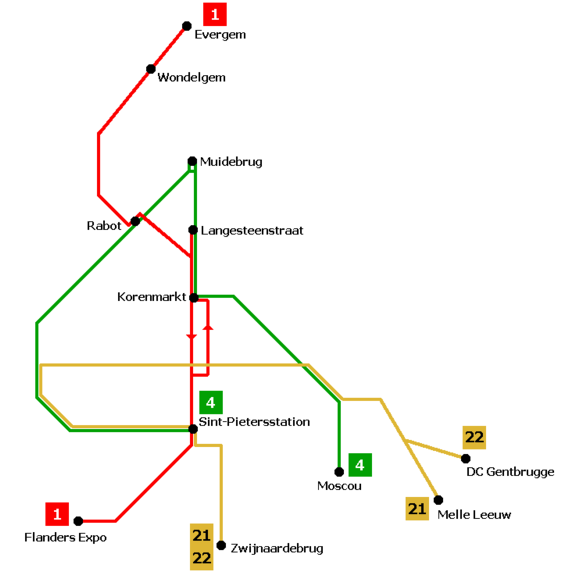 1
Evergem
Wondelgem
Muidebrug
Rabot
Langesteenstraat
Korenmarkt
4
Sint-Pietersstation
22
DC Gentbrugge
4
Moscou
21
Melle Leeuw
1
Flanders Expo
21
22
Zwijnaardebrug